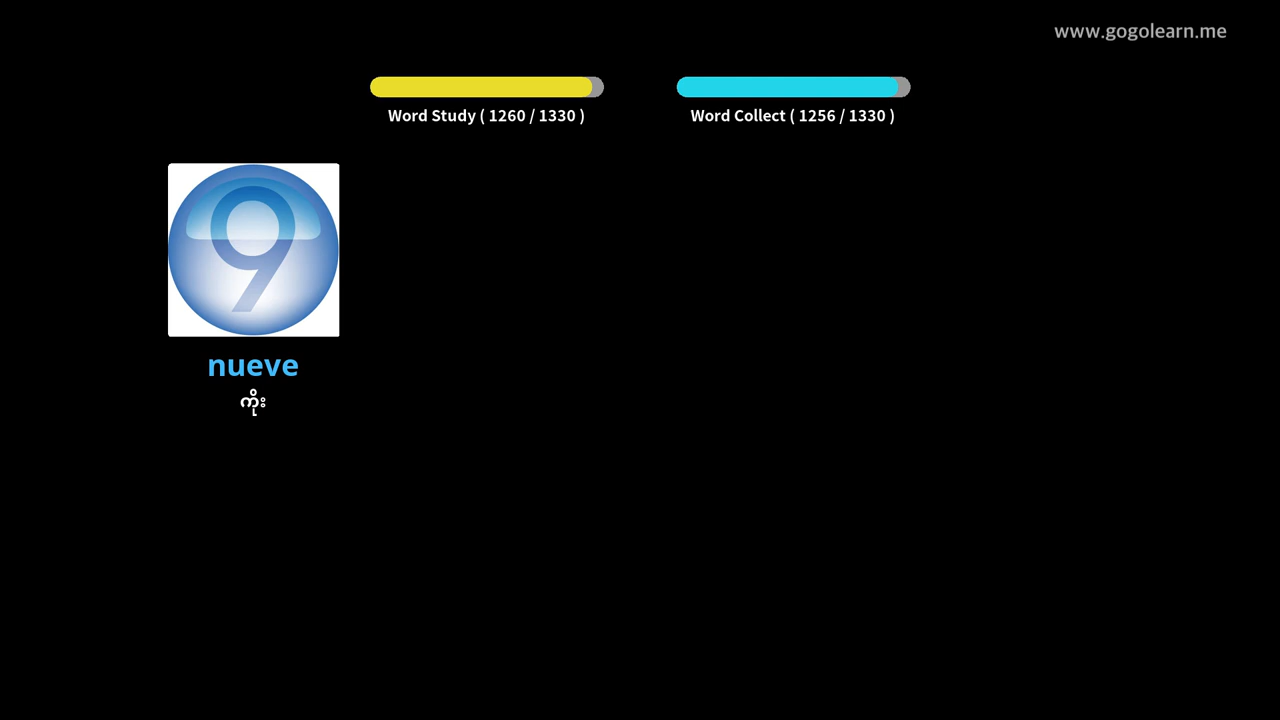 www.gogolearn.me
Word Study ( 1260 / 1330 )
Word Collect ( 1256 / 1330 )
9
nueve
ကိုး